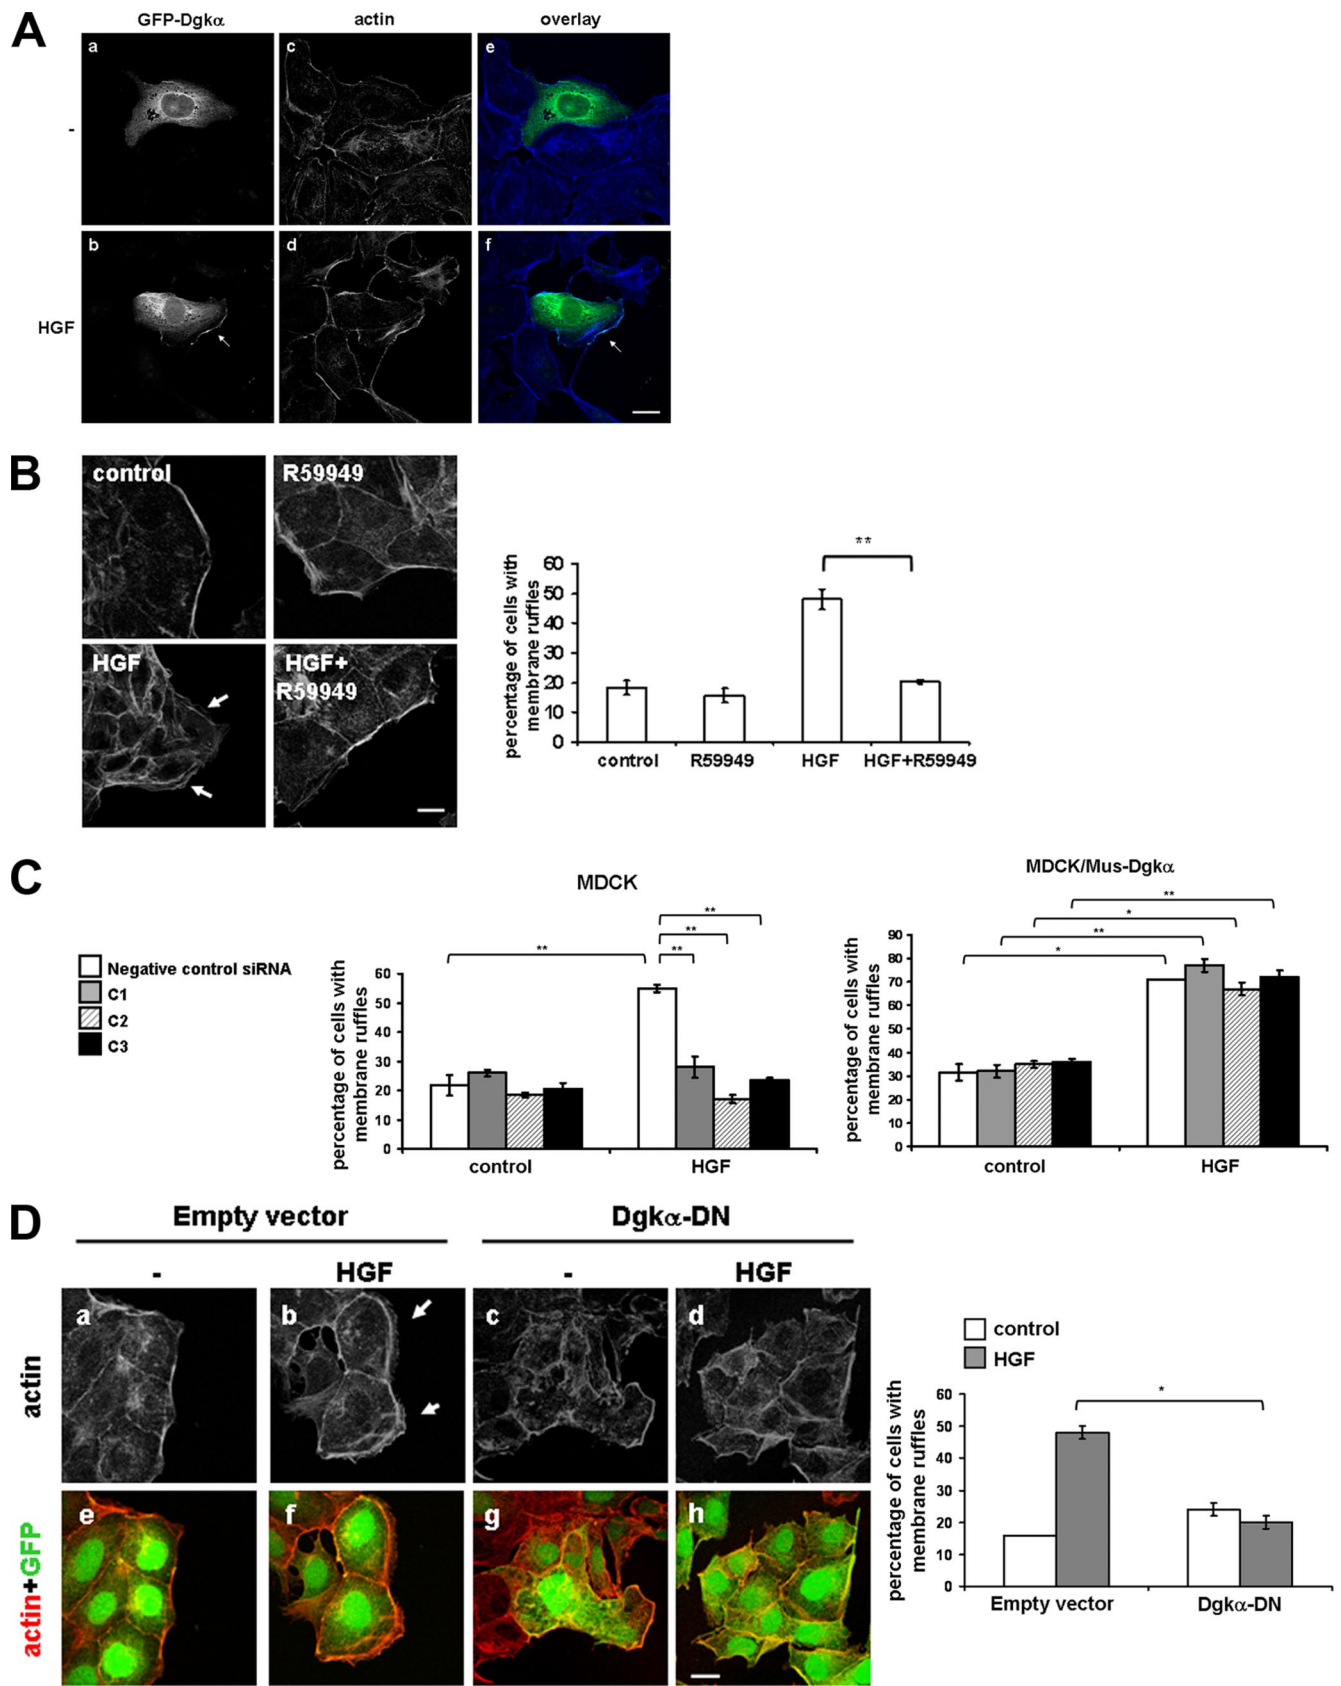 A
GFP-Dgkα actin overlay
a c e
-
b d f
HGF
B
control R59949
HGF HGF+
R59949
percentage of cells with
membrane ruffles
60
50
40
30
20
10
0
**
control R59949 HGF HGF+R59949
C
Negative control siRNA
C1
C2
C3
MDCK
percentage of cells with
membrane ruffles
60
50
40
30
20
10
0
**
**
**
**
control HGF
MDCK/Mus-Dgkα
percentage of cells with
membrane ruffles
90
80
70
60
50
40
30
20
10
0
**
*
**
*
control HGF
D
Empty vector Dgkα-DN
- HGF - HGF
actin
a b c d
actin+GFP
e f g h
control
HGF
percentage of cells with
membrane ruffles
60
50
40
30
20
10
0
*
Empty vector Dgkα-DN